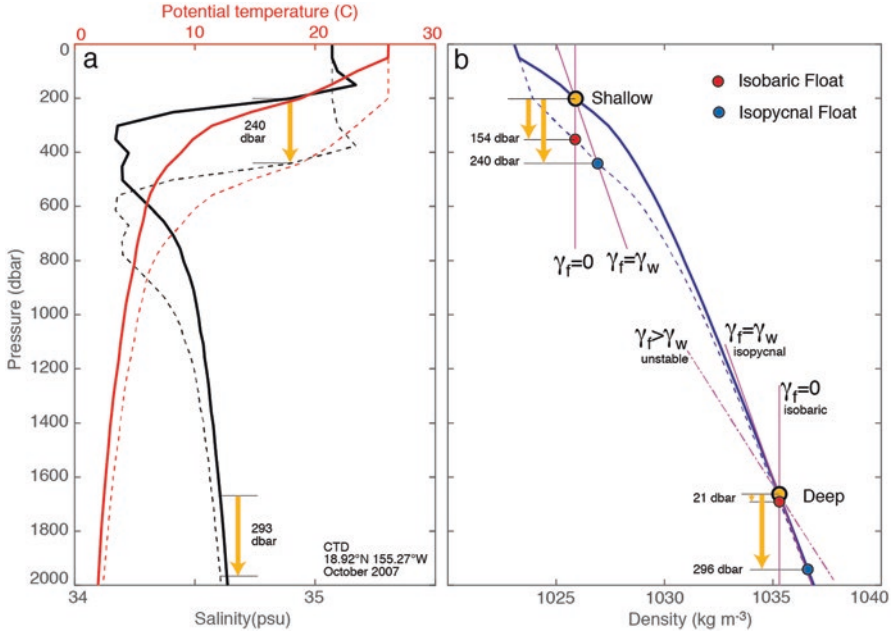 Potential temperature (C)
0
10
20
30
a
b
0
200
400
600
800
1000
1200
1400
1600
1800
2000
Pressure (dbar)
240
dbar
293
dbar
CTD
18.92°N 155.27°W
October 2007
34
35
Salinity(psu)
Shallow
Isobaric Float
Isopycnal Float
154 dbar
240 dbar
γf=0
γf=γw
γf>γw
unstable
γf=γw
isopycnal
γf=0
isobaric
21 dbar
Deep
296 dbar
1025
1030
1035
1040
Density (kg m-3)